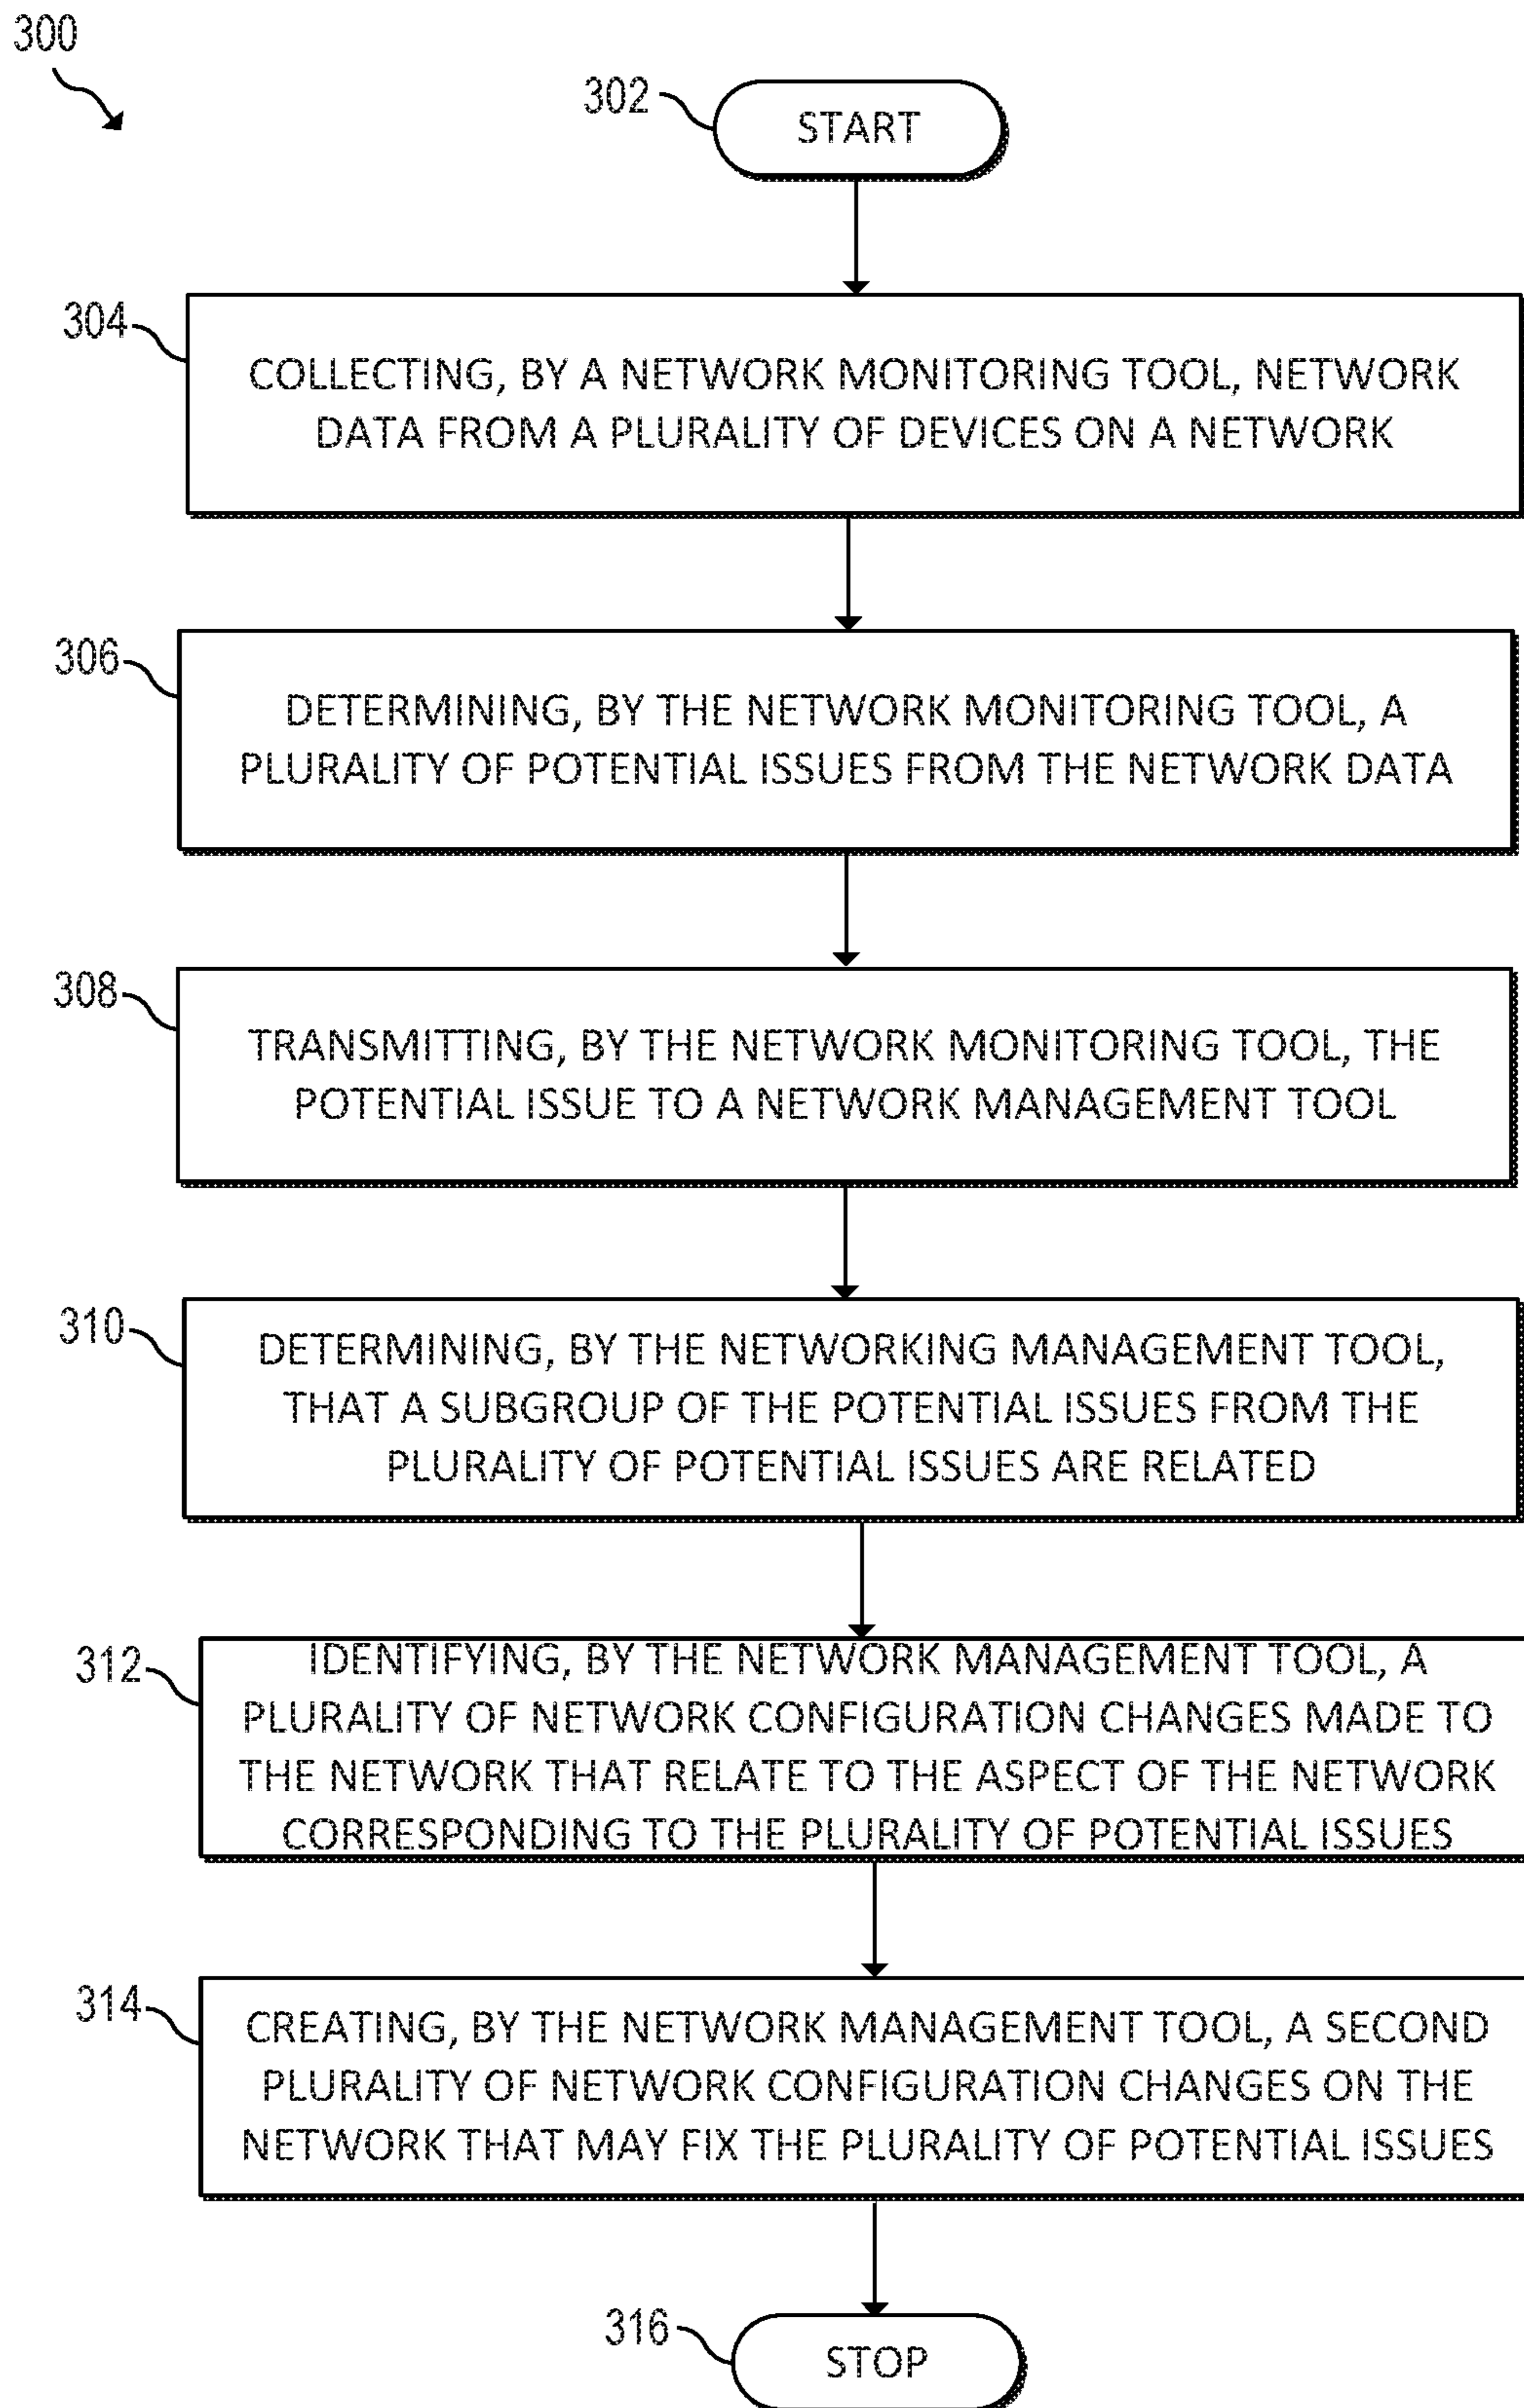 300
302
START
304
COLLECTING, BY A NETWORK MONITORING TOOL, NETWORK
DATA FROM A PLURALITY OF DEVICES ON A NETWORK
306
DETERMINING, BY THE NETWORK MONITORING TOOL, A
PLURALITY OF POTENTIAL ISSUES FROM THE NETWORK DATA
308
TRANSMITTING, BY THE NETWORK MONITORING TOOL, THE
POTENTIAL ISSUE TO A NETWORK MANAGEMENT TOOL
310
DETERMINING, BY THE NETWORKING MANAGEMENT TOOL,
THAT A SUBGROUP OF THE POTENTIAL ISSUES FROM THE
PLURALITY OF POTENTIAL ISSUES ARE RELATED
312
IDENTIFYING, BY THE NETWORK MANAGEMENT TOOL, A
PLURALITY OF NETWORK CONFIGURATION CHANGES MADE TO
THE NETWORK THAT RELATE TO THE ASPECT OF THE NETWORK
CORRESPONDING TO THE PLURALITY OF POTENTIAL ISSUES
314
CREATING, BY THE NETWORK MANAGEMENT TOOL, A SECOND
PLURALITY OF NETWORK CONFIGURATION CHANGES ON THE
NETWORK THAT MAY FIX THE PLURALITY OF POTENTIAL ISSUES
316
STOP